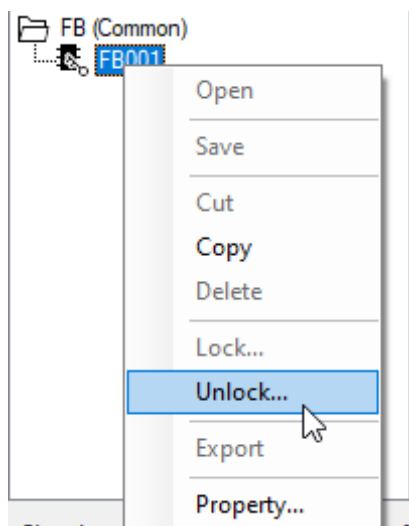 FB (Common)
FB001
Open
Save
Cut
Copy
Delete
Lock...
Unlock...
Export
Property...